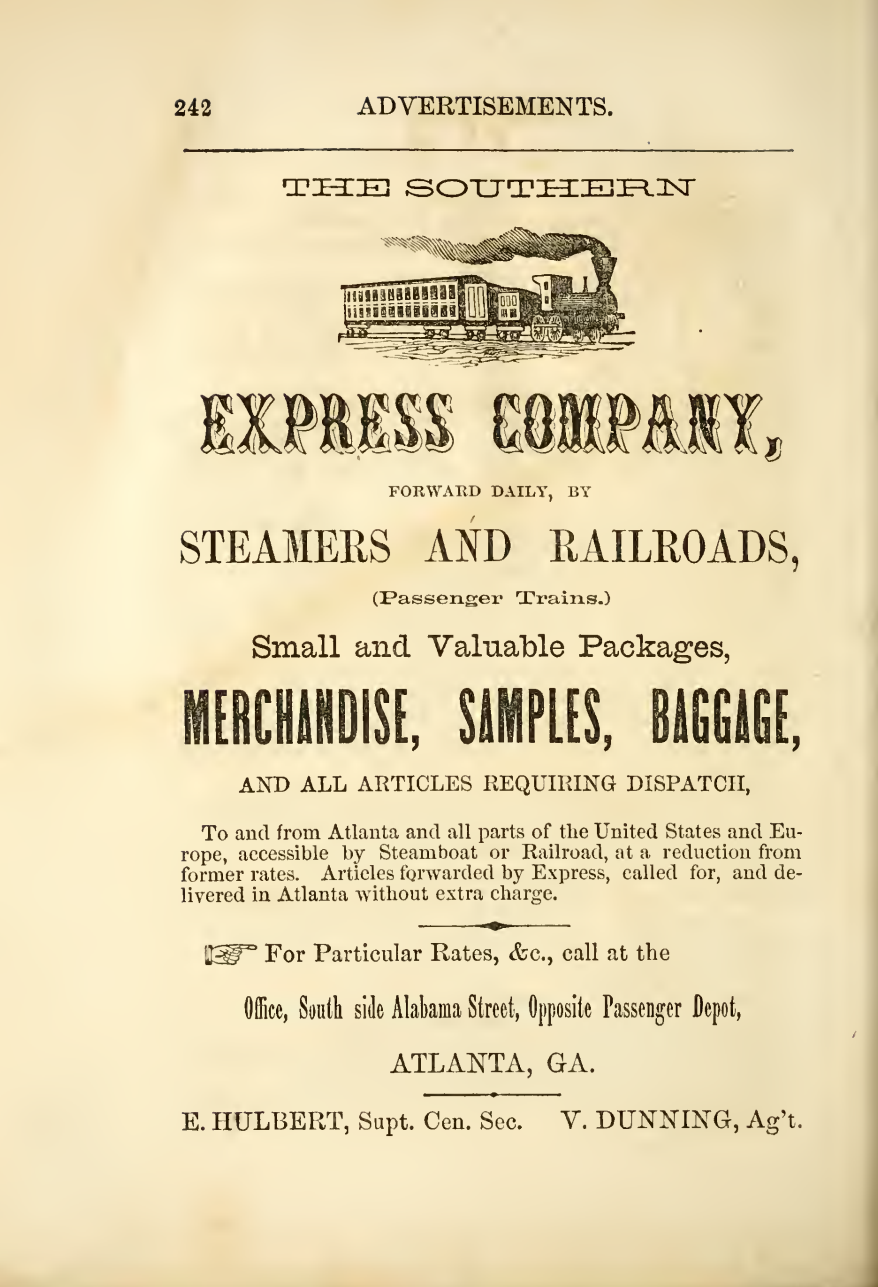 242 ADVERTISEMENTS.
THE SOUTHERN
EXPRESS COMPANY,
FORWARD DAILY, BY
STEAMERS AND RAILROADS,
(Passenger Trains.)
Small and Valuable Packages,
MERCHANDISE, SAMPLES, BAGGAGE,
AND ALL ARTICLES REQUIRING DISPATCH,
To and from Atlanta and all parts of the United States and Eu-
rope, accessible by Steamboat or Railroad, at a reduction from
former rates. Articles forwarded by Express, called for, and de-
livered in Atlanta without extra charge.
☞ For Particular Rates, &c., call at the
Office, South side Alabama Street, Opposite Passenger Depot,
ATLANTA, GA.
E. HULBERT, Supt. Cen. Sec. V. DUNNING, Ag't.